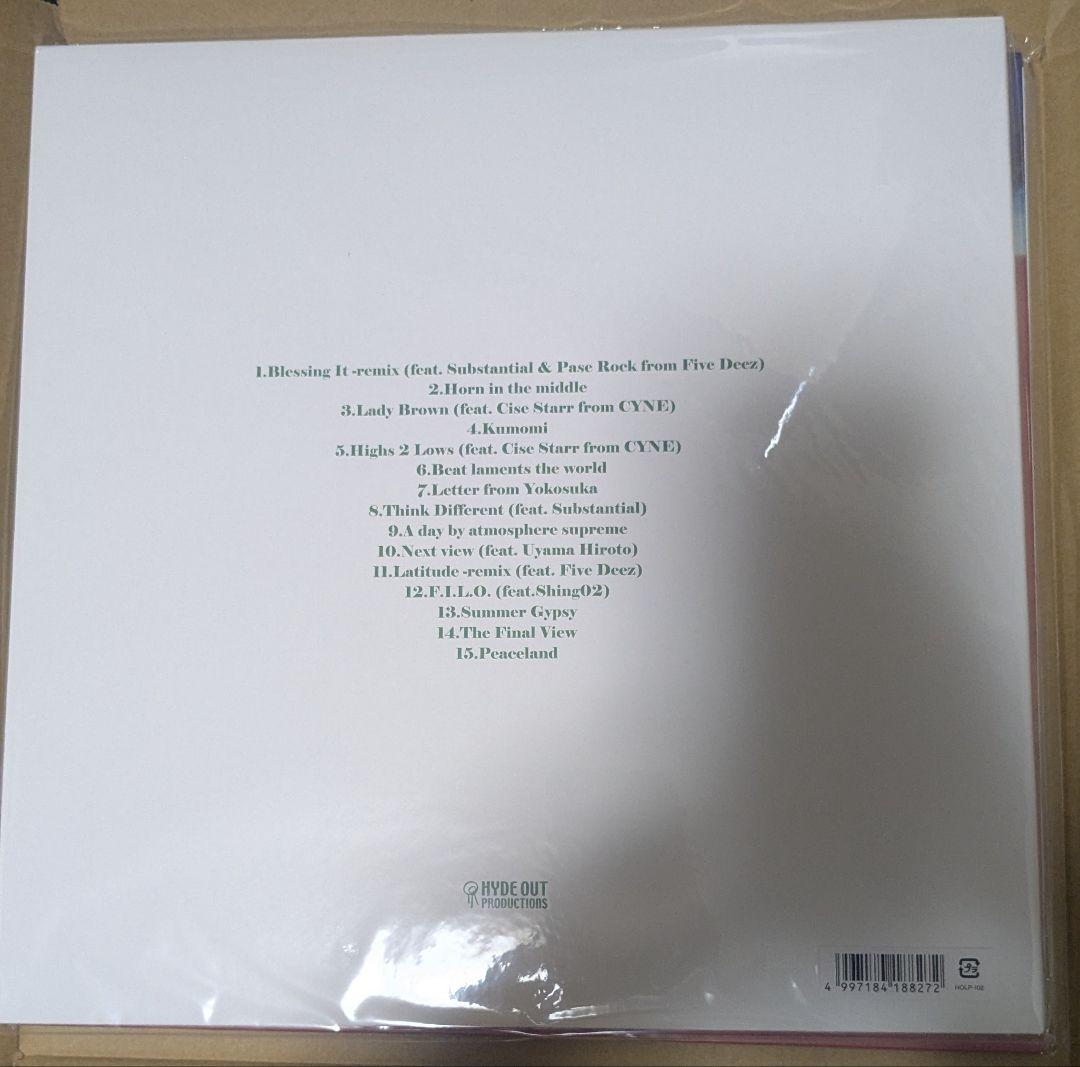 1.Blessing It -remix (feat. Substantial & Pase Rock from Five Deez)
2.Horn in the middle
3.Lady Brown (feat. Cise Starr from CYNE)
4.Kumomi
5.Highs 2 Lows (feat. Cise Starr from CYNE)
6.Beat laments the world
7.Letter from Yokosuka
8.Think Different (feat. Substantial)
9.A day by atmosphere supreme
10.Next view (feat. Uyama Hiroto)
11.Latitude -remix (feat. Five Deez)
12.F.I.L.O. (feat.Shing02)
13.Summer Gypsy
14.The Final View
15.Peaceland
HYDE OUT
PRODUCTIONS
4 997184 188272